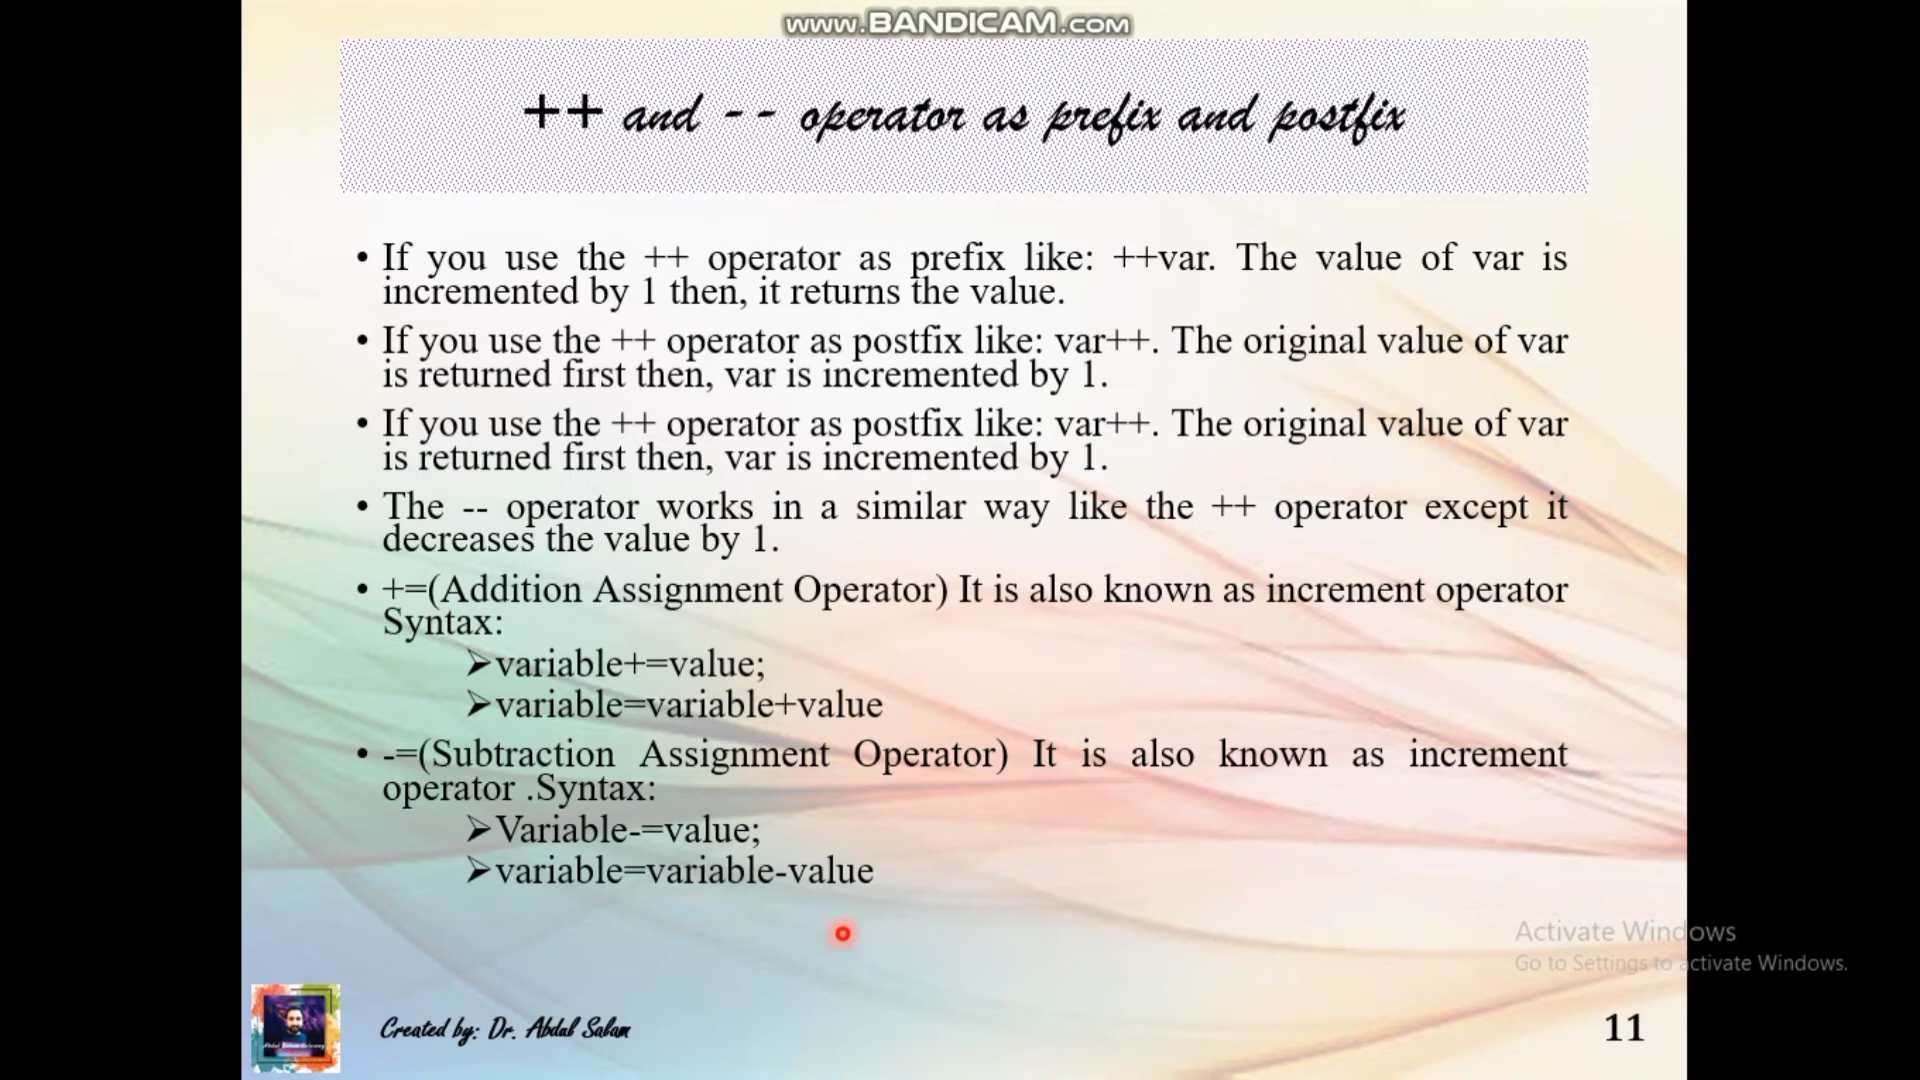 www.BANDICAM.com
++ and -- operator as prefix and postfix
• If you use the ++ operator as prefix like: ++var. The value of var is
incremented by 1 then, it returns the value.
• If you use the ++ operator as postfix like: var++. The original value of var
is returned first then, var is incremented by 1.
• If you use the ++ operator as postfix like: var++. The original value of var
is returned first then, var is incremented by 1.
• The -- operator works in a similar way like the ++ operator except it
decreases the value by 1.
• +=(Addition Assignment Operator) It is also known as increment operator
Syntax:
➢variable+=value;
➢variable=variable+value
• -=(Subtraction Assignment Operator) It is also known as increment
operator .Syntax:
➢Variable-=value;
➢variable=variable-value
Activate Windows
Go to Settings to activate Windows.
Created by: Dr. Abdul Salam
11